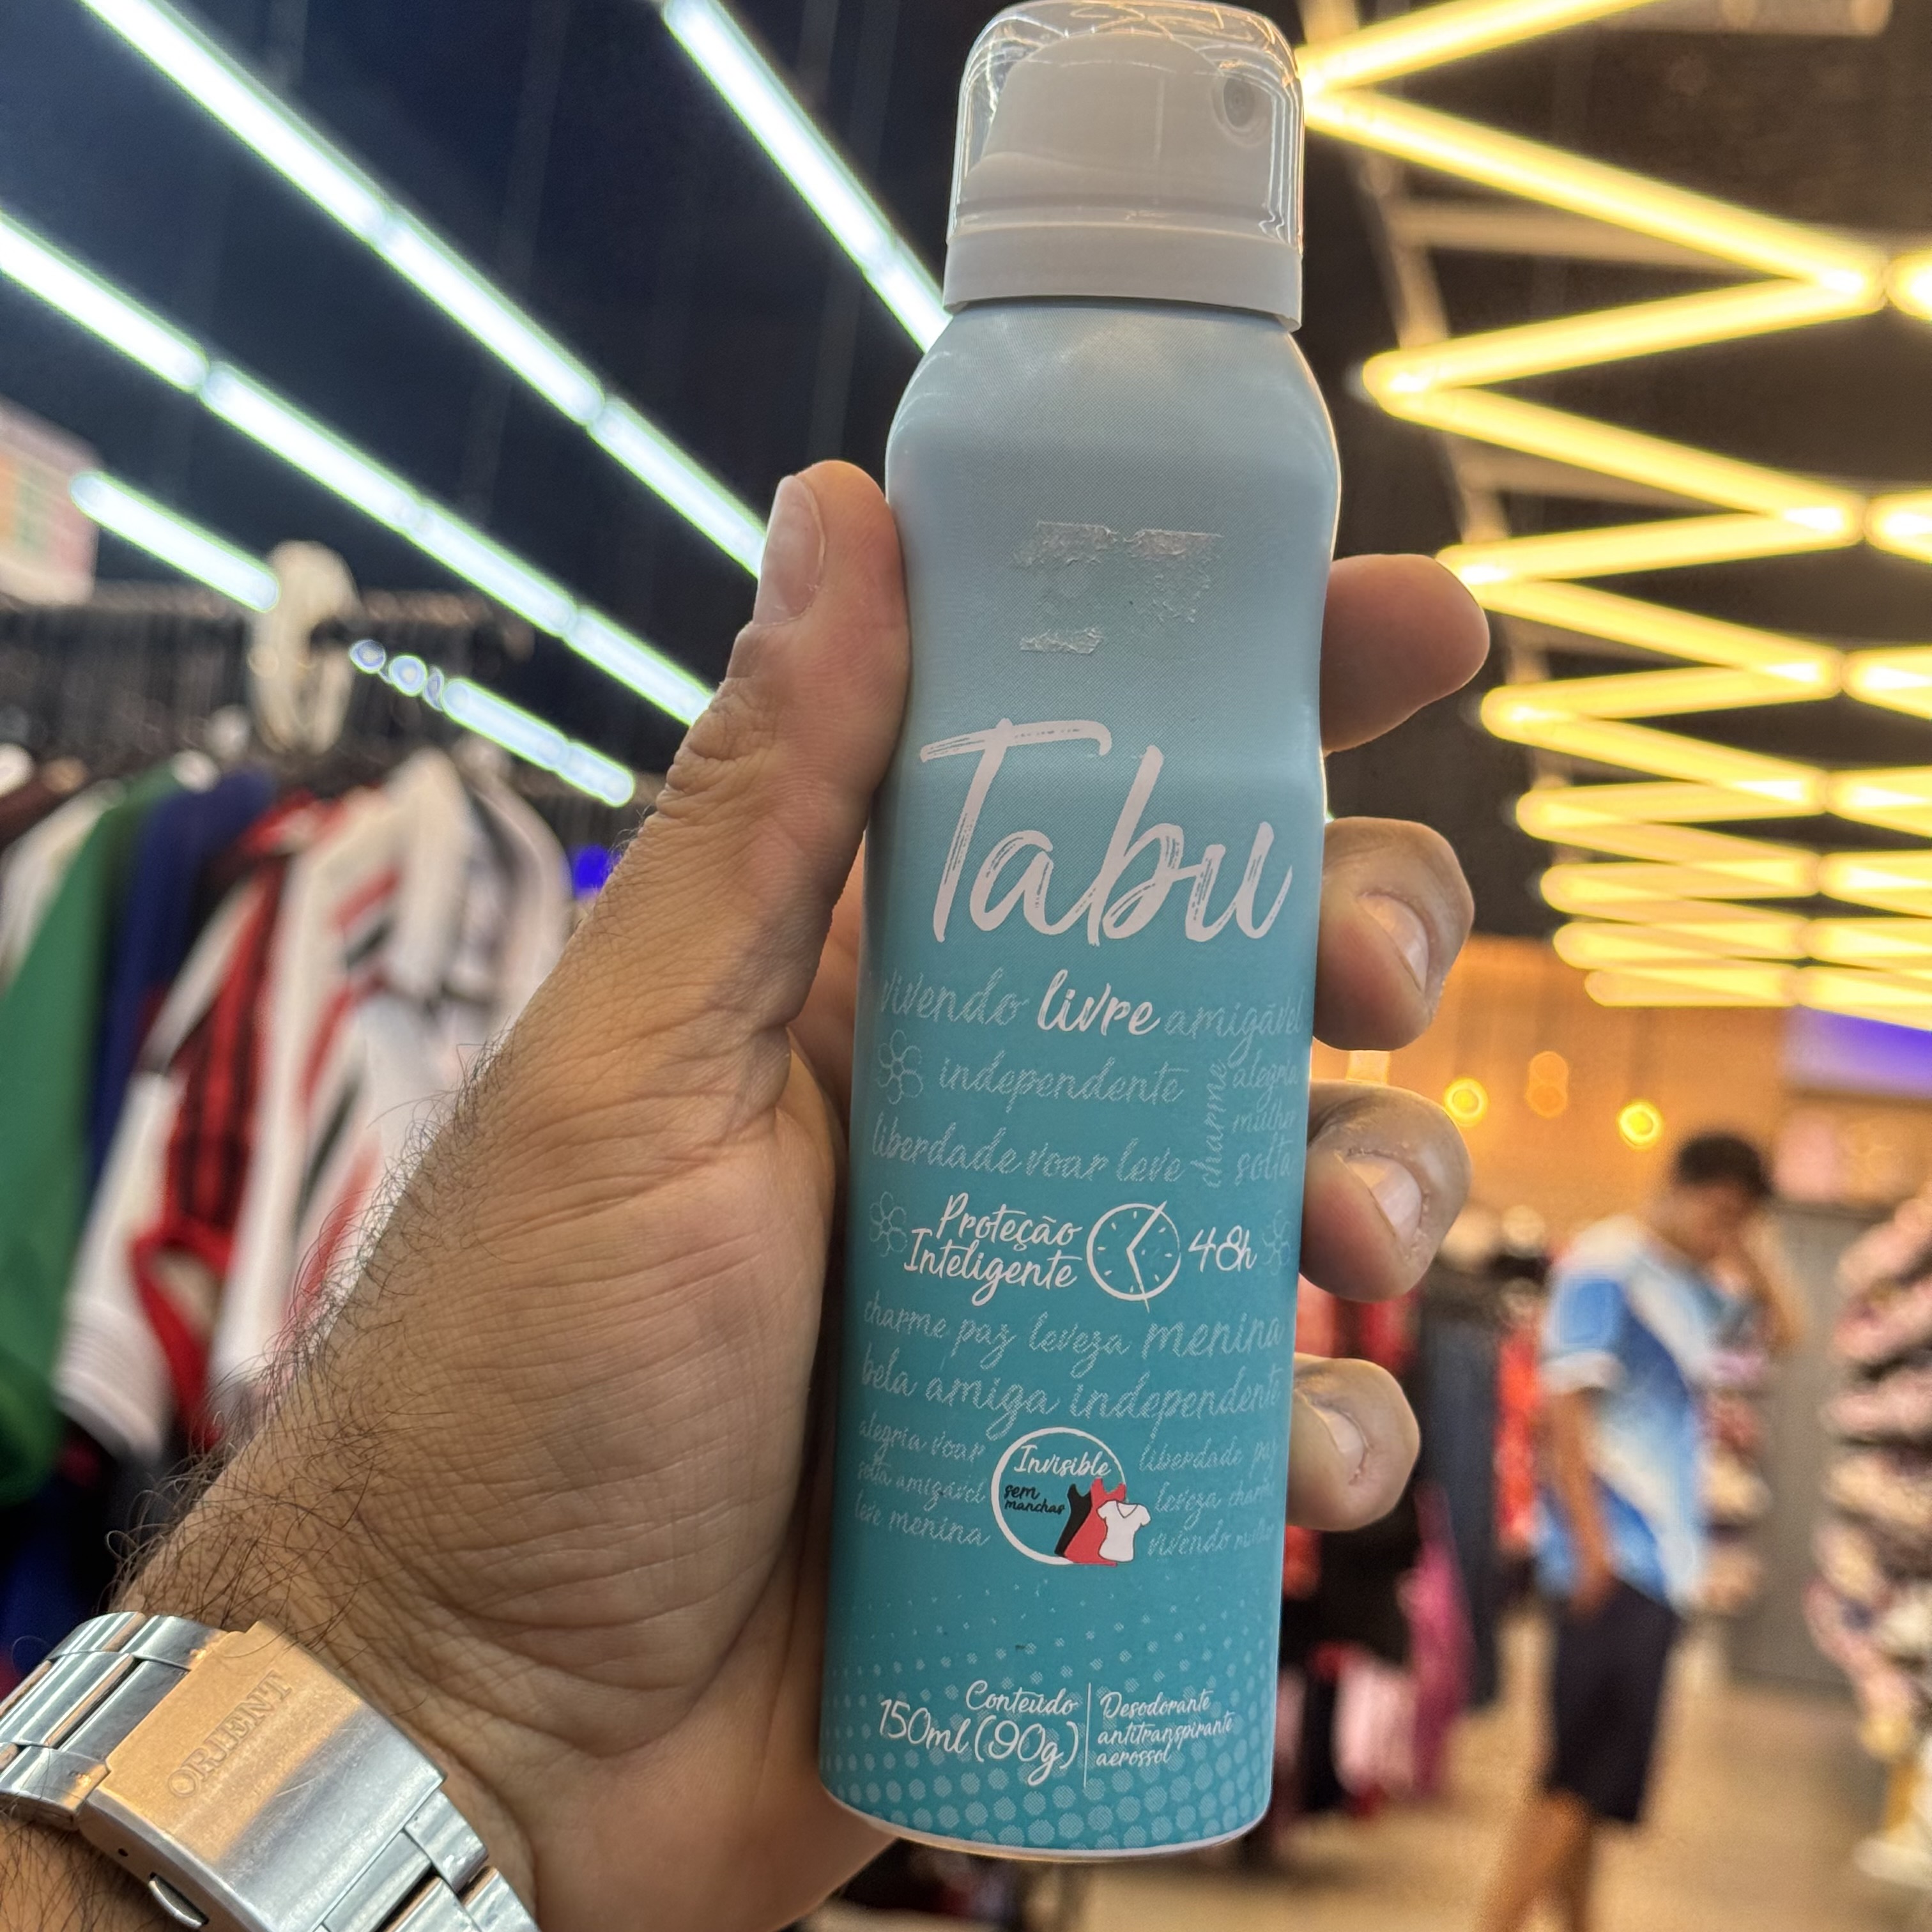 Tabu
vivendo livre amigável
independente
charme
alegria
mulher
liberdade voar leve
solta
Proteção
Inteligente
48h
charme paz leveza menina
bela amiga independente
alegria voar
solta amigável
leve menina
Invisible
sem
manchas
liberdade paz
leveza charme
vivendo mulher
Conteúdo
150ml (90g)
Desodorante
antitranspirante
aerossol
ORIENT